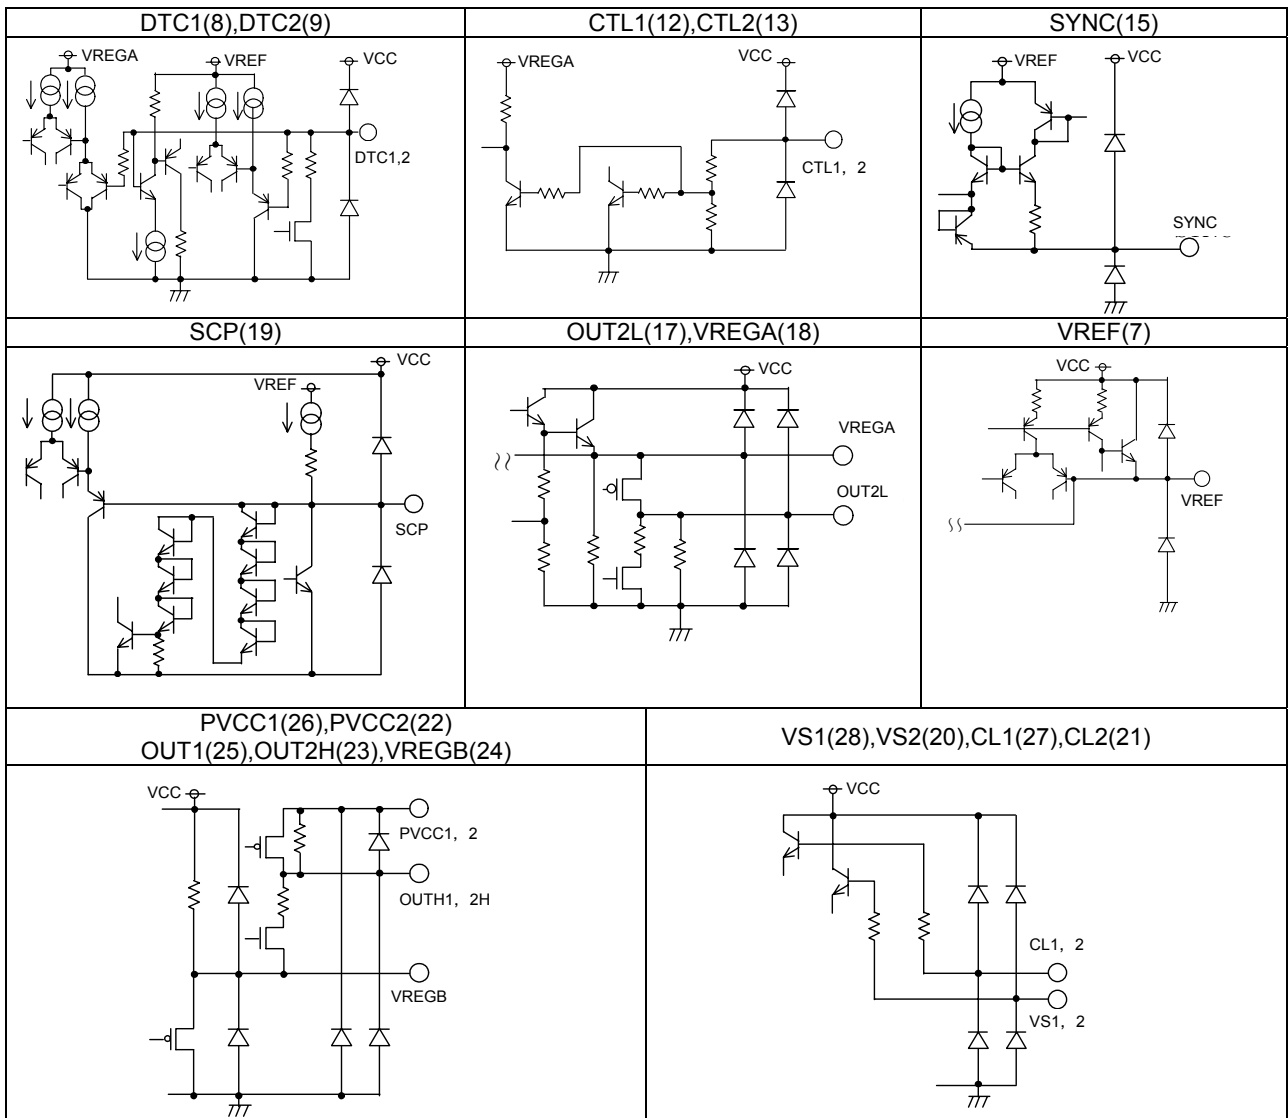 DTC1(8),DTC2(9)
VREGA
VREF
VCC
DTC1,2
CTL1(12),CTL2(13)
VREGA
VCC
CTL1, 2
SYNC(15)
VREF
VCC
SYNC
SCP(19)
VCC
VREF
SCP
OUT2L(17),VREGA(18)
VCC
VREGA
OUT2L
VREF(7)
VCC
VREF
PVCC1(26),PVCC2(22)
OUT1(25),OUT2H(23),VREGB(24)
VCC
PVCC1, 2
OUTH1, 2H
VREGB
VS1(28),VS2(20),CL1(27),CL2(21)
VCC
CL1, 2
VS1, 2